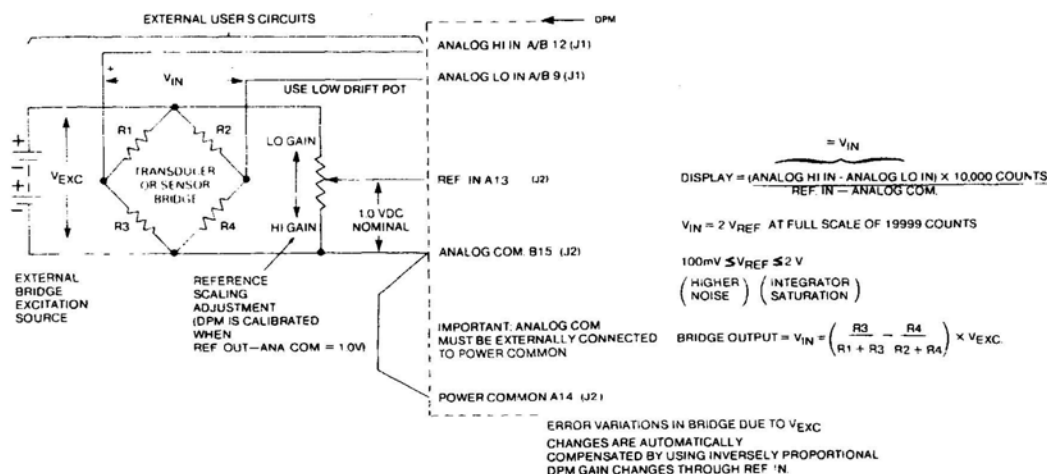 EXTERNAL USER'S CIRCUITS
DPM
ANALOG HI IN A/B 12 (J1)
+
VIN
ANALOG LO IN A/B 9 (J1)
USE LOW DRIFT POT
R1
R2
LO GAIN
+
-
+
-
VEXC
TRANSDULER
OR SENSOR
BRIDGE
REF IN A13 (J2)
R3
R4
1.0 VDC
NOMINAL
HI GAIN
ANALOG COM. B15 (J2)
EXTERNAL
BRIDGE
EXCITATION
SOURCE
REFERENCE
SCALING
ADJUSTMENT
(DPM IS CALIBRATED
WHEN
REF OUT—ANA COM = 1.0V)
IMPORTANT: ANALOG COM
MUST BE EXTERNALLY CONNECTED
TO POWER COMMON
POWER COMMON A14 (J2)
= VIN
DISPLAY = (ANALOG HI IN - ANALOG LO IN) × 10,000 COUNTS
REF. IN — ANALOG COM.
VIN = 2 VREF AT FULL SCALE OF 19999 COUNTS
100mV ≤ VREF ≤ 2 V
(HIGHER NOISE) (INTEGRATOR SATURATION)
BRIDGE OUTPUT = VIN = (R3/R1 + R3 - R4/R2 + R4) × VEXC.
ERROR VARIATIONS IN BRIDGE DUE TO VEXC
CHANGES ARE AUTOMATICALLY
COMPENSATED BY USING INVERSELY PROPORTIONAL
DPM GAIN CHANGES THROUGH REF IN.